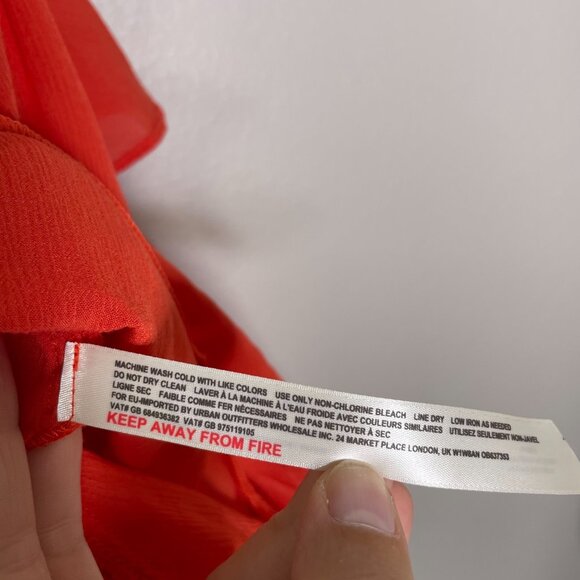 MACHINE WASH COLD WITH LIKE COLORS USE ONLY NON-CHLORINE BLEACH LINE DRY LOW IRON AS NEEDED
DO NOT DRY CLEAN LAVER À LA MACHINE À L'EAU FROIDE AVEC COULEURS SIMILAIRES UTILISEZ SEULEMENT NON-JAVEL
LIGNE SEC FAIBLE COMME FER NÉCESSAIRES NE PAS NETTOYER À SEC
FOR EU-IMPORTED BY URBAN OUTFITTERS WHOLESALE INC. 24 MARKET PLACE LONDON, UK W1W8AN OB637353
VAT# GB 684936382 VAT# GB 975119105
KEEP AWAY FROM FIRE